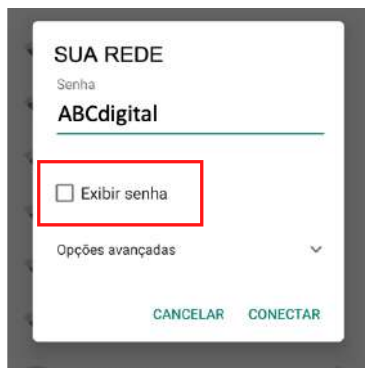 SUA REDE
Senha
ABCdigital
Exibir senha
Opções avançadas
CANCELAR CONECTAR